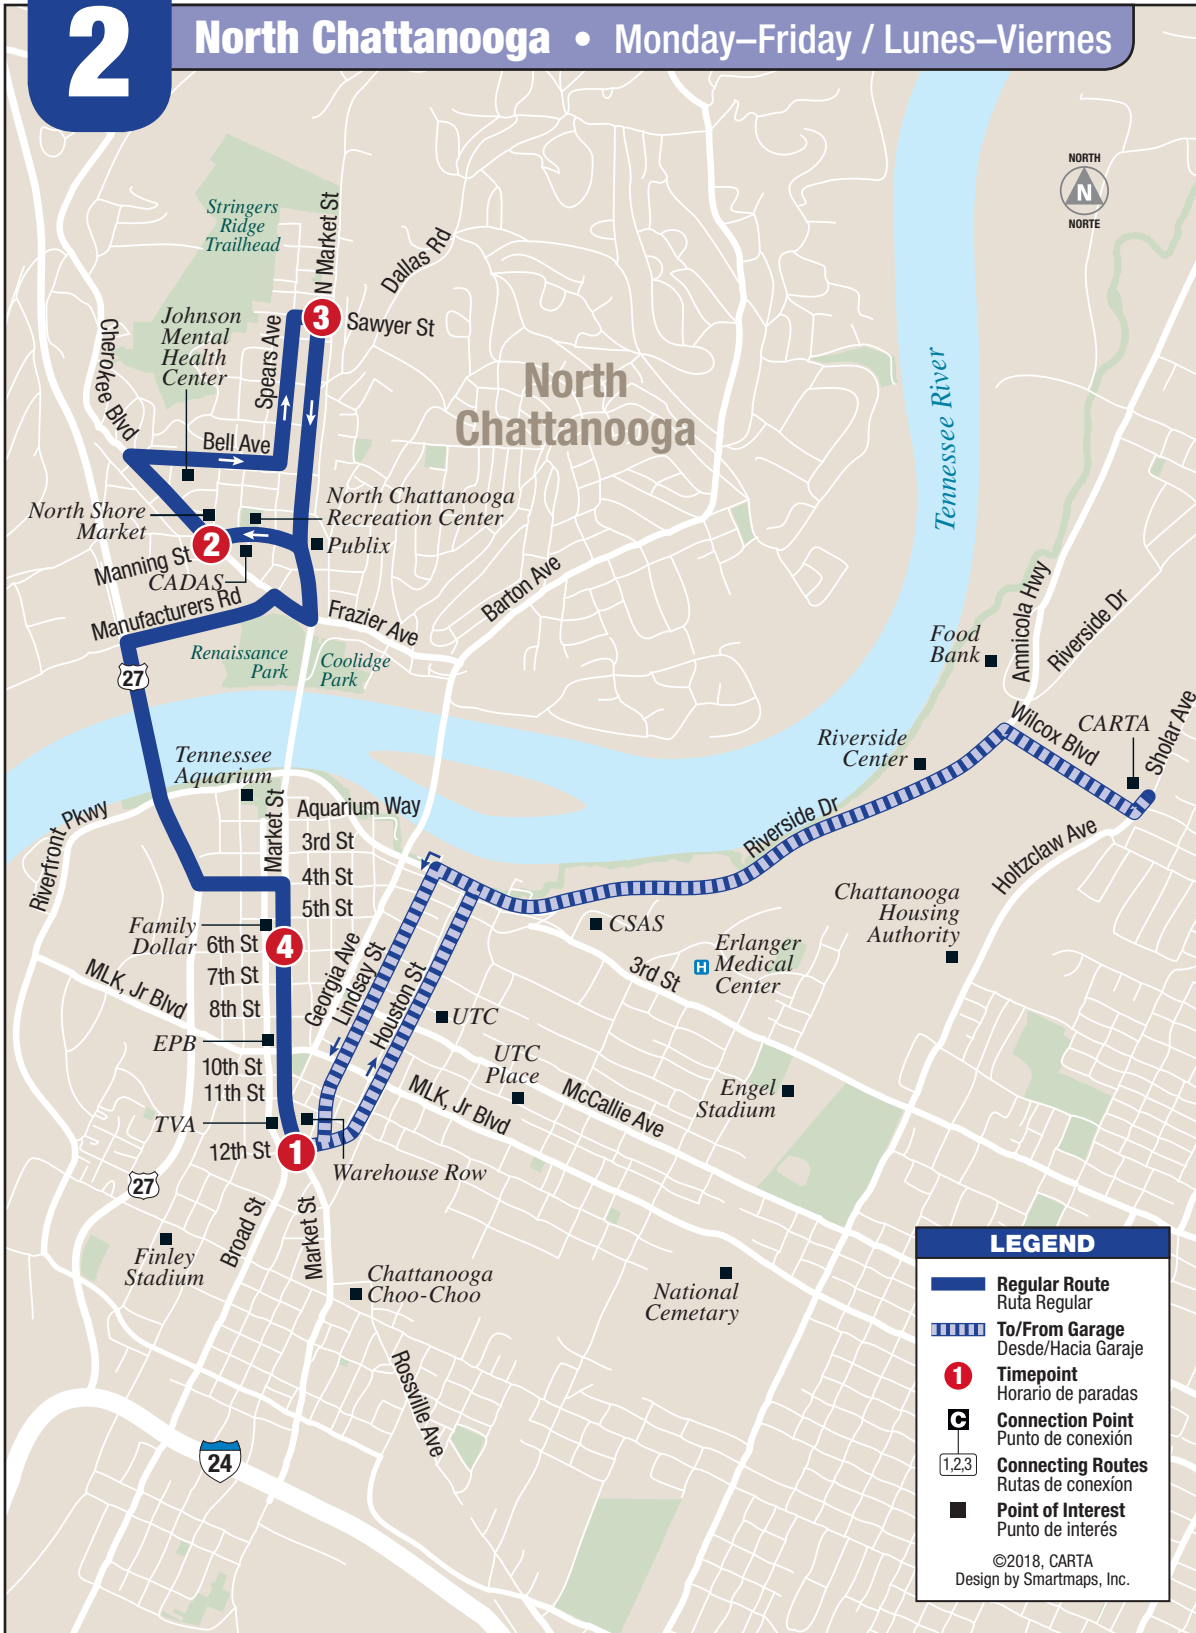 2
North Chattanooga • Monday–Friday / Lunes–Viernes
NORTH
N
NORTE
Stringers
Ridge
Trailhead
N Market St
Dallas Rd
3
Sawyer St
Johnson
Mental
Health
Center
Spears Ave
Cherokee Blvd
Bell Ave
North
Chattanooga
Tennessee River
North Shore
Market
North Chattanooga
Recreation Center
2
Publix
Manning St
CADAS
Manufacturers Rd
Frazier Ave
Barton Ave
Renaissance
Park
Coolidge
Park
27
Food
Bank
Amnicola Hwy
Riverside Dr
Wilcox Blvd
CARTA
Sholar Ave
Riverside
Center
Tennessee
Aquarium
Riverfront Pkwy
Market St
Aquarium Way
3rd St
4th St
5th St
Riverside Dr
Holtzclaw Ave
Chattanooga
Housing
Authority
Family
Dollar
6th St
4
7th St
8th St
MLK, Jr Blvd
EPB
10th St
11th St
TVA
12th St
1
Georgia Ave
Lindsay St
Houston St
CSAS
H
Erlanger
Medical
Center
3rd St
UTC
UTC
Place
MLK, Jr Blvd
McCallie Ave
Engel
Stadium
Warehouse Row
27
Broad St
Market St
Finley
Stadium
Chattanooga
Choo-Choo
National
Cemetary
Rossville Ave
24
LEGEND
Regular Route
Ruta Regular
To/From Garage
Desde/Hacia Garaje
1
Timepoint
Horario de paradas
C
Connection Point
Punto de conexión
1,2,3
Connecting Routes
Rutas de conexíon
Point of Interest
Punto de interés
©2018, CARTA
Design by Smartmaps, Inc.